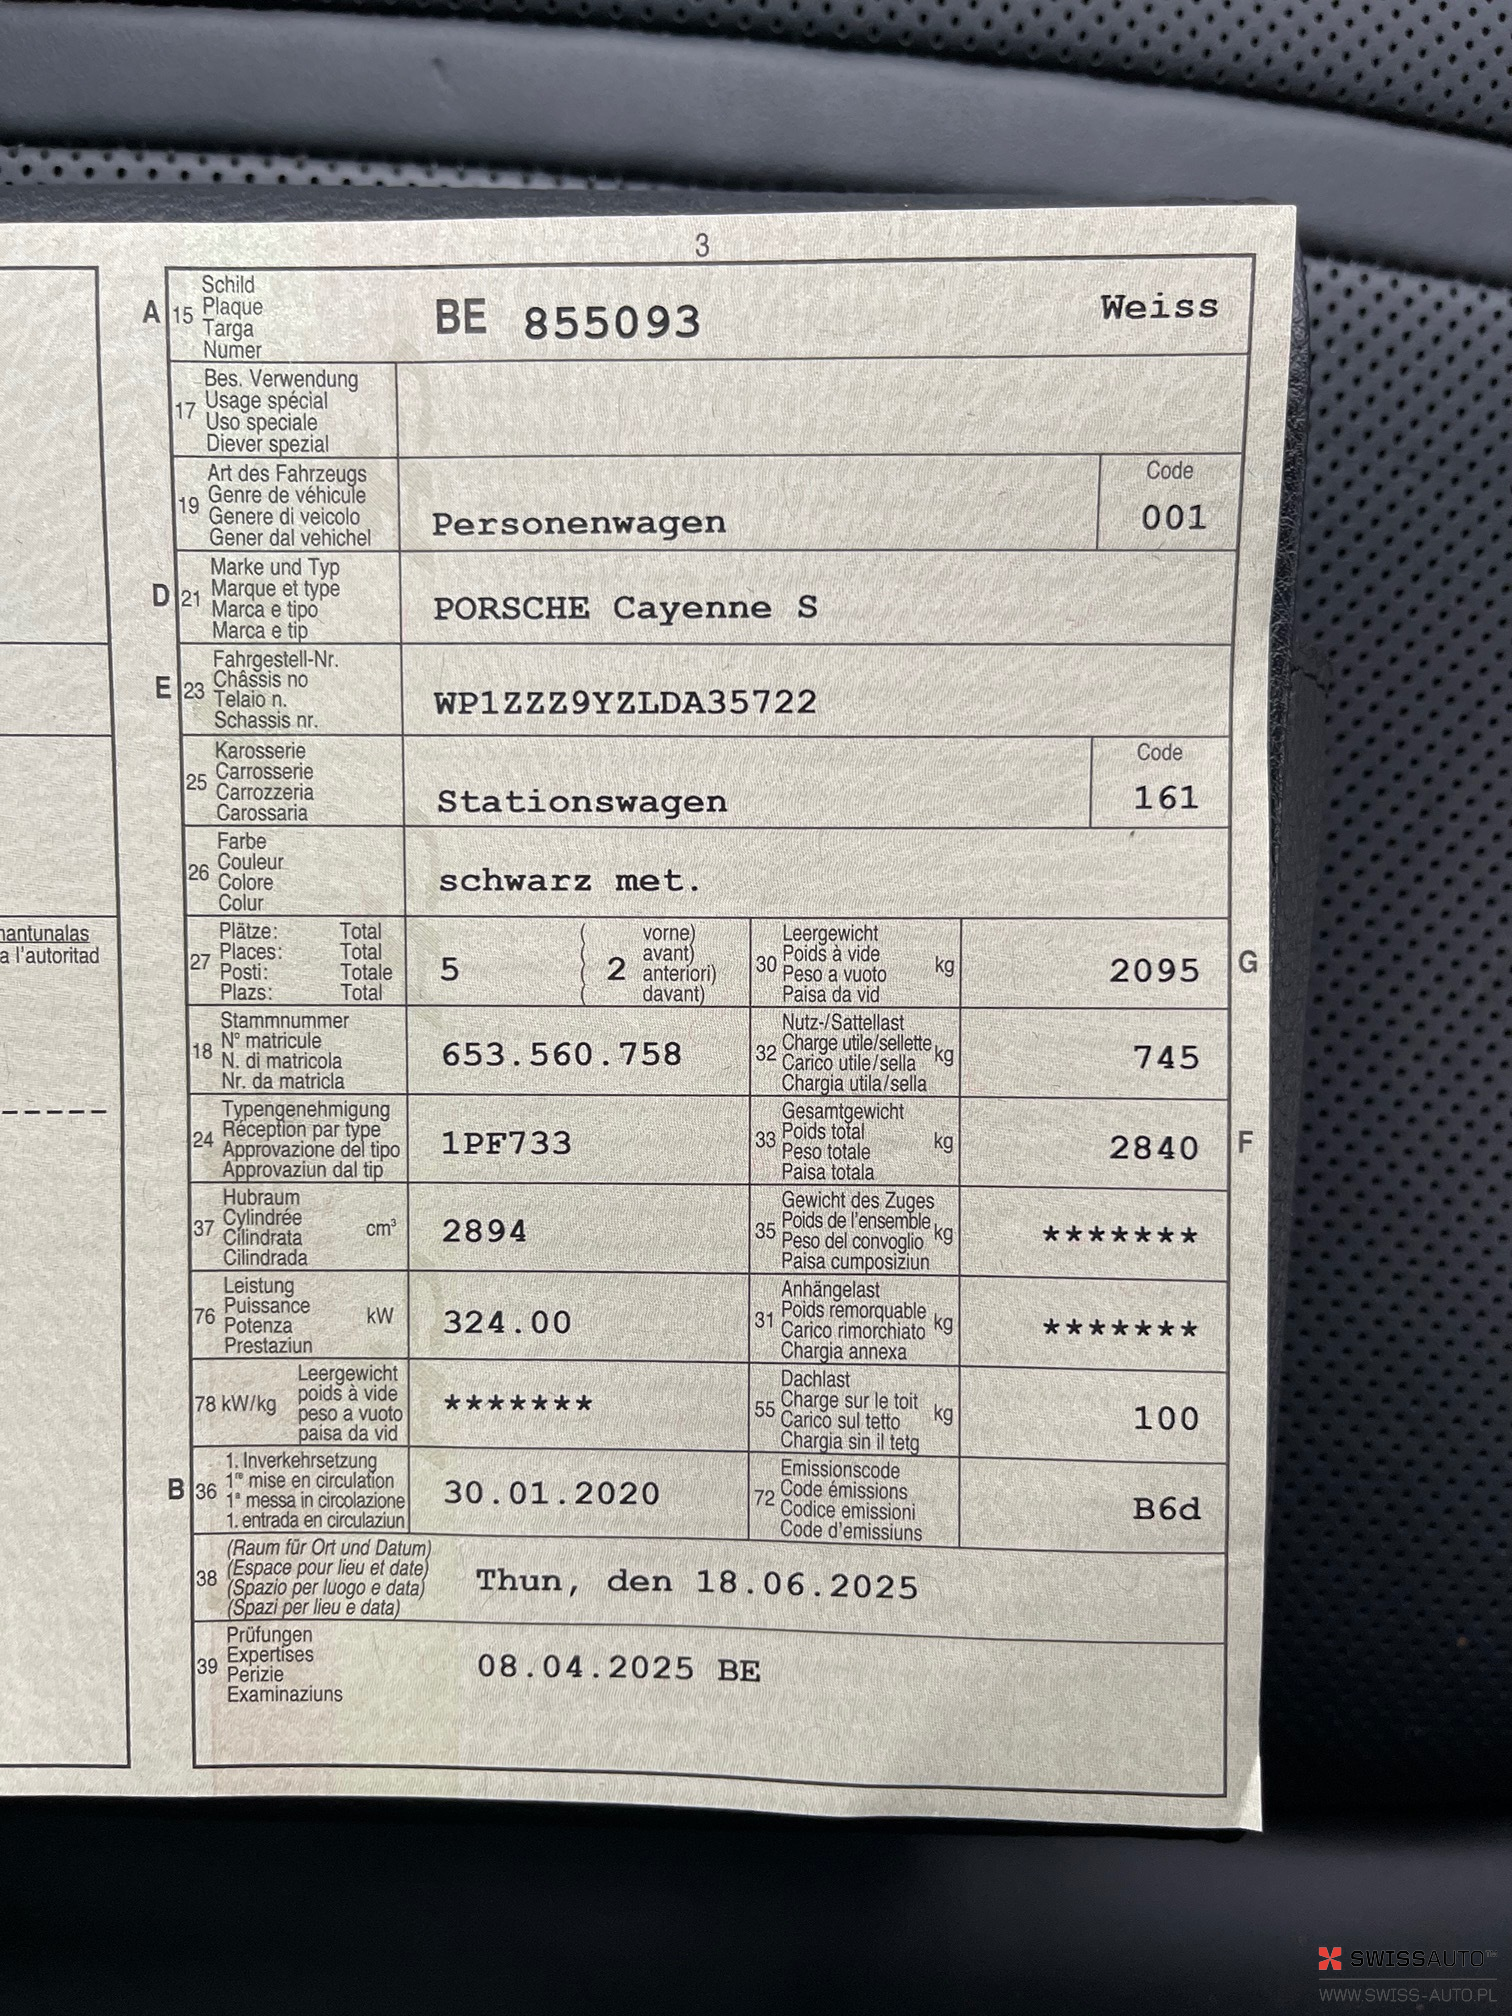 3
A 15 Schild
Plaque
Targa
Numer
BE 855093 Weiss
17 Bes. Verwendung
Usage spécial
Uso speciale
Diever spezial
19 Art des Fahrzeugs
Genre de véhicule
Genere di veicolo
Gener dal vehichel
Personenwagen
Code
001
D 21 Marke und Typ
Marque et type
Marca e tipo
Marca e tip
PORSCHE Cayenne S
E 23 Fahrgestell-Nr.
Châssis no
Telaio n.
Schassis nr.
WP1ZZZ9YZLDA35722
25 Karosserie
Carrosserie
Carrozzeria
Carossaria
Stationswagen
Code
161
26 Farbe
Couleur
Colore
Colur
schwarz met.
27 Plätze: Total
Places: Total
Posti: Totale
Plazs: Total
5
( vorne)
( avant)
( 2 anteriori)
( davant)
30 Leergewicht
Poids à vide
Peso a vuoto
Paisa da vid
kg
2095 G
18 Stammnummer
N° matricule
N. di matricola
Nr. da matricla
653.560.758
32 Nutz-/Sattellast
Charge utile/sellette
Carico utile/sella
Chargia utila/sella
kg
745
24 Typengenehmigung
Réception par type
Approvazione del tipo
Approvaziun dal tip
1PF733
33 Gesamtgewicht
Poids total
Peso totale
Paisa totala
kg
2840 F
37 Hubraum
Cylindrée
Cilindrata
Cilindrada
cm³
2894
35 Gewicht des Zuges
Poids de l'ensemble
Peso del convoglio
Paisa cumposiziun
kg
*******
76 Leistung
Puissance
Potenza
Prestaziun
kW
324.00
31 Anhängelast
Poids remorquable
Carico rimorchiato
Chargia annexa
kg
*******
78 kW/kg
Leergewicht
poids à vide
peso a vuoto
paisa da vid
*******
55 Dachlast
Charge sur le toit
Carico sul tetto
Chargia sin il tetg
kg
100
B 36 1. Inverkehrsetzung
1re mise en circulation
1a messa in circolazione
1. entrada en circulaziun
30.01.2020
72 Emissionscode
Code émissions
Codice emissioni
Code d'emissiuns
B6d
38 (Raum für Ort und Datum)
(Espace pour lieu et date)
(Spazio per luogo e data)
(Spazi per lieu e data)
Thun, den 18.06.2025
39 Prüfungen
Expertises
Perizie
Examinaziuns
08.04.2025 BE
hantunalas
a l'autoritad
SWISSAUTO
WWW.SWISS-AUTO.PL